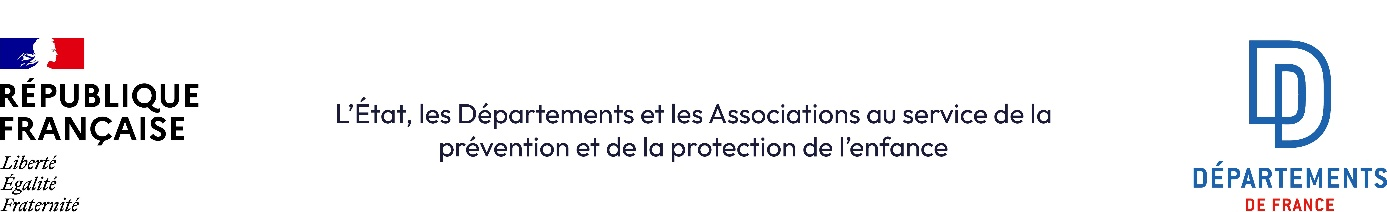 RÉPUBLIQUE
FRANÇAISE
Liberté
Égalité
Fraternité
L’État, les Départements et les Associations au service de la
prévention et de la protection de l’enfance
DÉPARTEMENTS
DE FRANCE